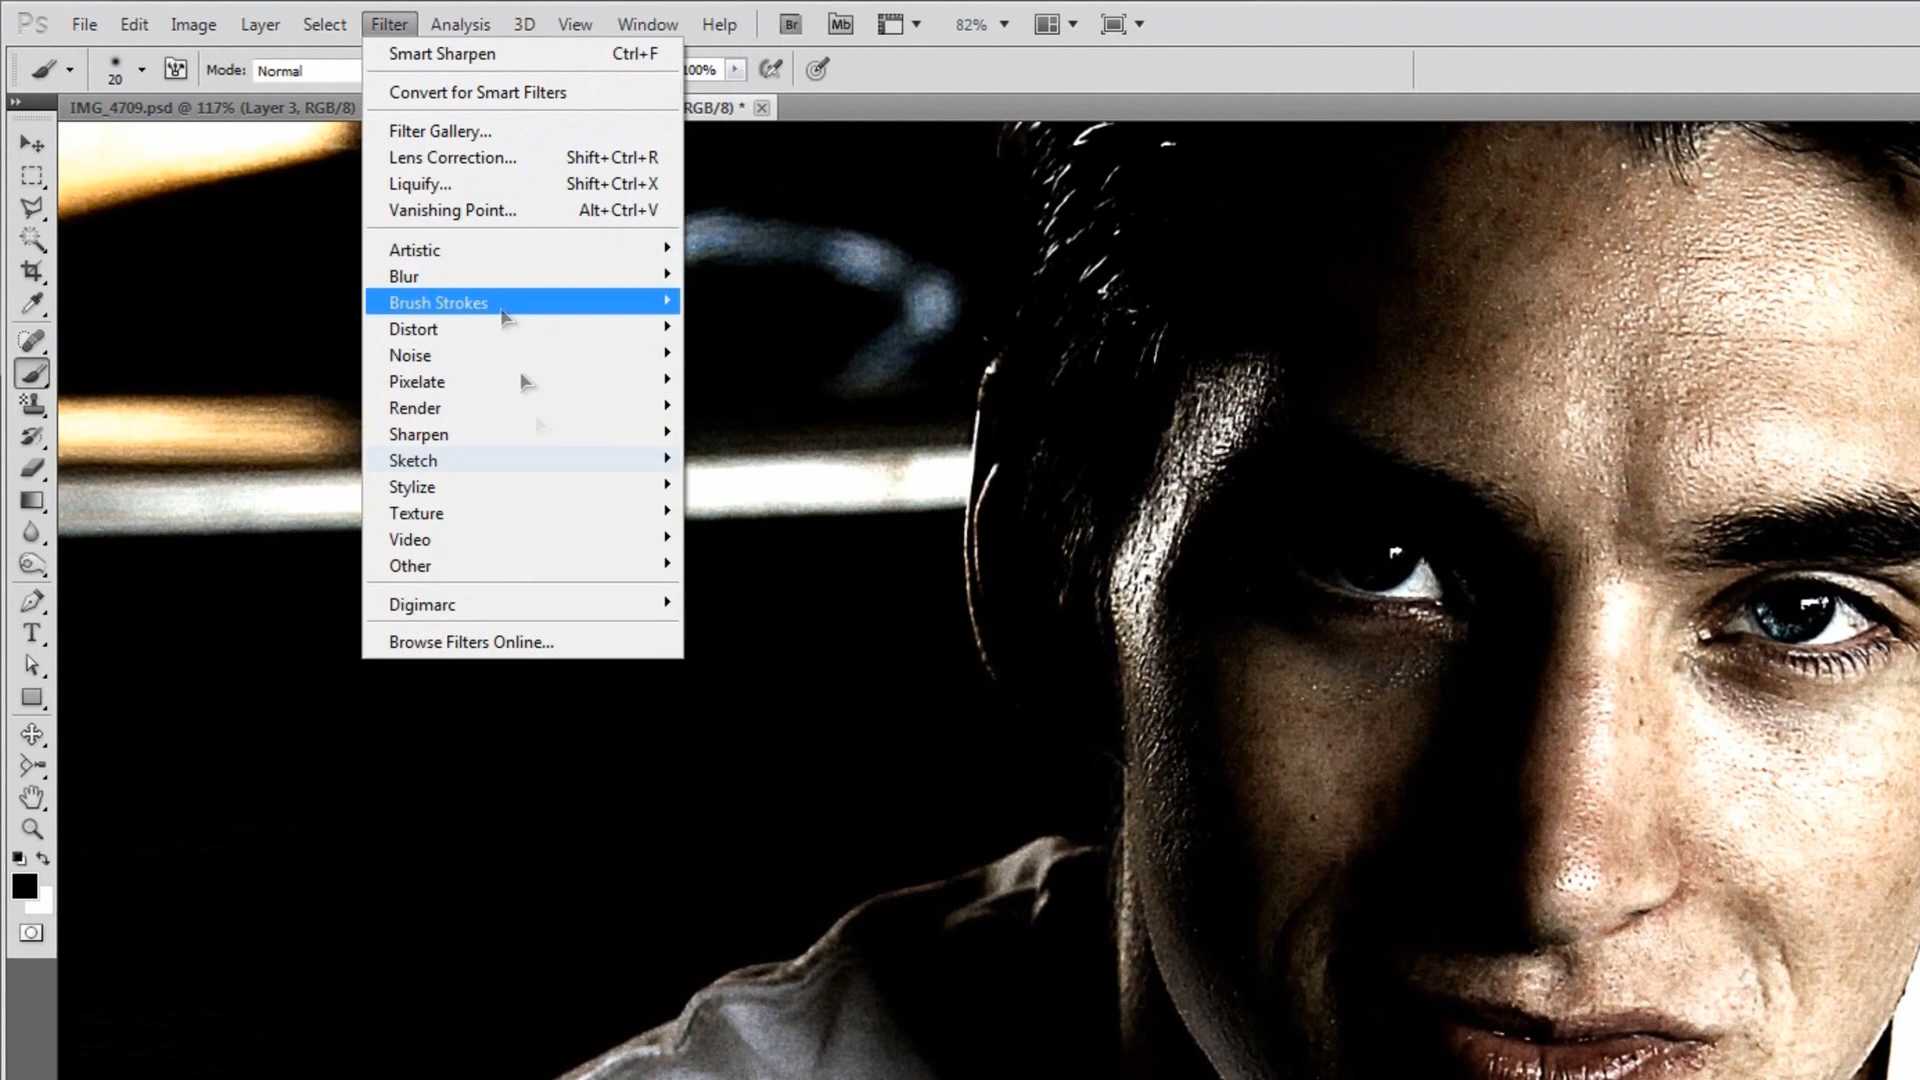 Ps File Edit Image Layer Select Filter Analysis 3D View Window Help Br Mb 82%
20 Mode: Normal 100%
IMG_4709.psd @ 117% (Layer 3, RGB/8) RGB/8) *
Smart Sharpen Ctrl+F
Convert for Smart Filters
Filter Gallery...
Lens Correction... Shift+Ctrl+R
Liquify... Shift+Ctrl+X
Vanishing Point... Alt+Ctrl+V
Artistic
Blur
Brush Strokes
Distort
Noise
Pixelate
Render
Sharpen
Sketch
Stylize
Texture
Video
Other
Digimarc
Browse Filters Online...